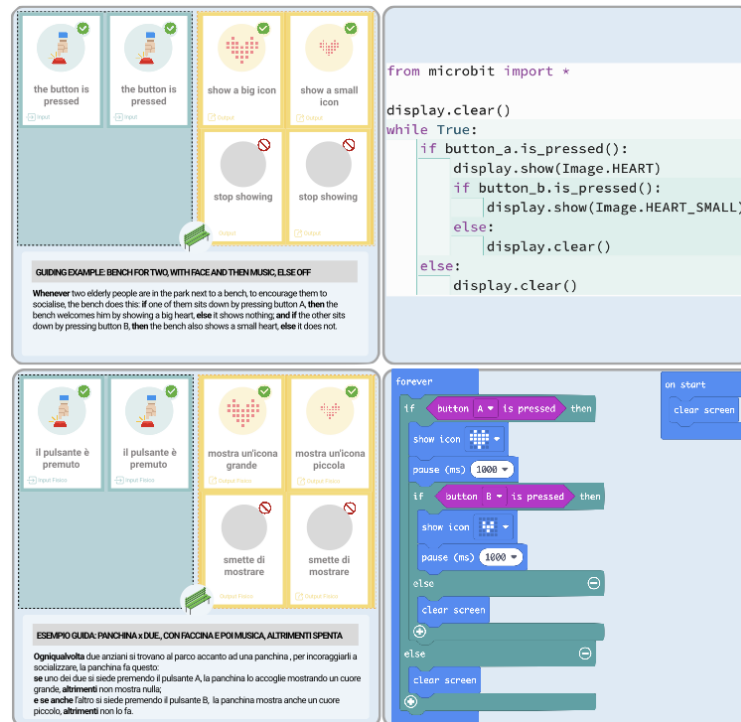 the button is
pressed
Input
the button is
pressed
Input
show a big icon
Output
show a small
icon
Output
stop showing
Output
stop showing
Output
GUIDING EXAMPLE: BENCH FOR TWO, WITH FACE AND THEN MUSIC, ELSE OFF
Whenever two elderly people are in the park next to a bench, to encourage them to
socialise, the bench does this: if one of them sits down by pressing button A, then the
bench welcomes him by showing a big heart, else it shows nothing; and if the other sits
down by pressing button B, then the bench also shows a small heart, else it does not.
from microbit import *
display.clear()
while True:
if button_a.is_pressed():
display.show(Image.HEART)
if button_b.is_pressed():
display.show(Image.HEART_SMALL)
else:
display.clear()
else:
display.clear()
il pulsante è
premuto
Input Fisico
il pulsante è
premuto
Input Fisico
mostra un'icona
grande
Output Fisico
mostra un'icona
piccola
Output Fisico
smette di
mostrare
Output Fisico
smette di
mostrare
Output Fisico
ESEMPIO GUIDA: PANCHINA x DUE, CON FACCINA E POI MUSICA, ALTRIMENTI SPENTA
Ogniqualvolta due anziani si trovano al parco accanto ad una panchina , per incoraggiarli a
socializzare, la panchina fa questo:
se uno dei due si siede premendo il pulsante A, la panchina lo accoglie mostrando un cuore
grande, altrimenti non mostra nulla;
e se anche l'altro si siede premendo il pulsante B, la panchina mostra anche un cuore
piccolo, altrimenti non lo fa.
forever
if button A is pressed then
show icon
pause (ms) 1000
if button B is pressed then
show icon
pause (ms) 1000
else
clear screen
else
clear screen
on start
clear screen